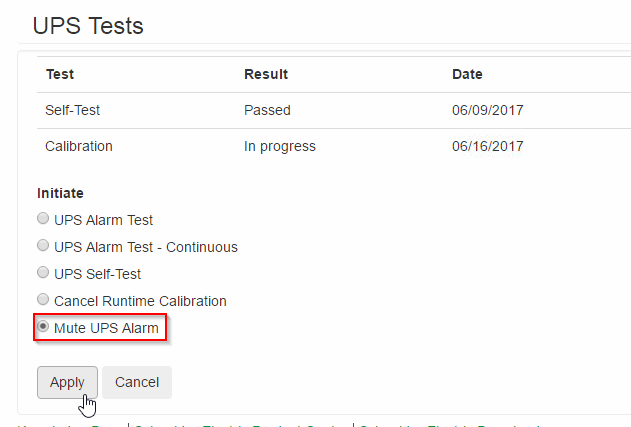 UPS Tests
Test Result Date
Self-Test Passed 06/09/2017
Calibration In progress 06/16/2017
Initiate
UPS Alarm Test
UPS Alarm Test - Continuous
UPS Self-Test
Cancel Runtime Calibration
Mute UPS Alarm
Apply Cancel